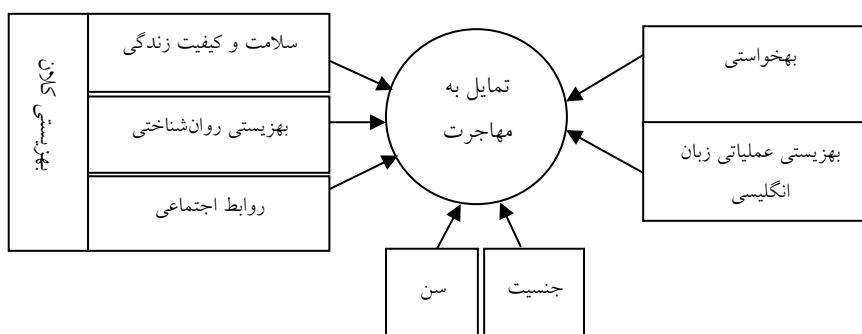 بهخواستی
بهزیستی عملیاتی زبان
انگلیسی
تمایل به
مهاجرت
سلامت و کیفیت زندگی
بهزیستی روان‌شناختی
روابط اجتماعی
بهزیستی کلان
جنسیت
سن